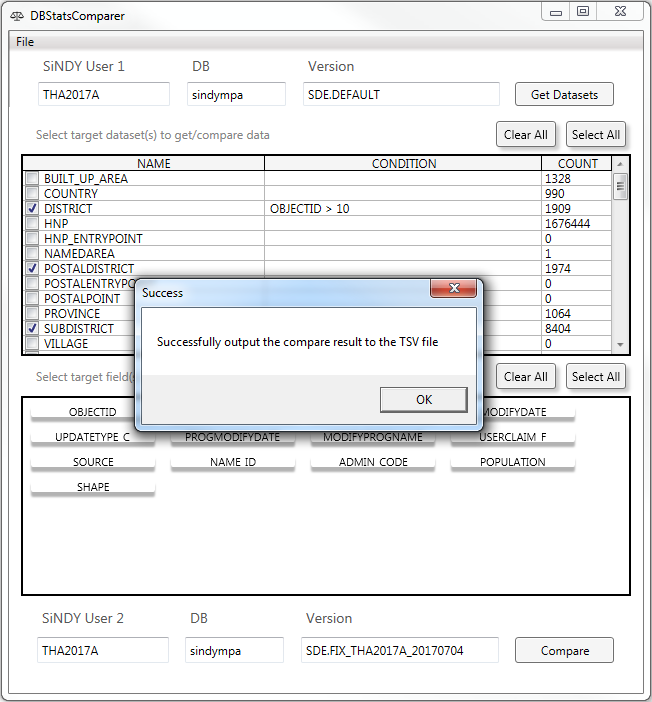 DBStatsComparer
File
SiNDY User 1 DB Version
THA2017A sindympa SDE.DEFAULT Get Datasets
Select target dataset(s) to get/compare data Clear All Select All
NAME CONDITION COUNT
BUILT_UP_AREA 1328
COUNTRY 990
DISTRICT OBJECTID > 10 1909
HNP 1676444
HNP_ENTRYPOINT 0
NAMEDAREA 1
POSTALDISTRICT 1974
POSTALENTRYPO 0
POSTALPOINT 0
PROVINCE 1064
SUBDISTRICT 8404
VILLAGE 0
Success
Successfully output the compare result to the TSV file
OK
Select target field(s Clear All Select All
OBJECTID MODIFYDATE
UPDATETYPE_C PROGMODIFYDATE MODIFYPROGNAME USERCLAIM_F
SOURCE NAME_ID ADMIN_CODE POPULATION
SHAPE
SiNDY User 2 DB Version
THA2017A sindympa SDE.FIX_THA2017A_20170704 Compare